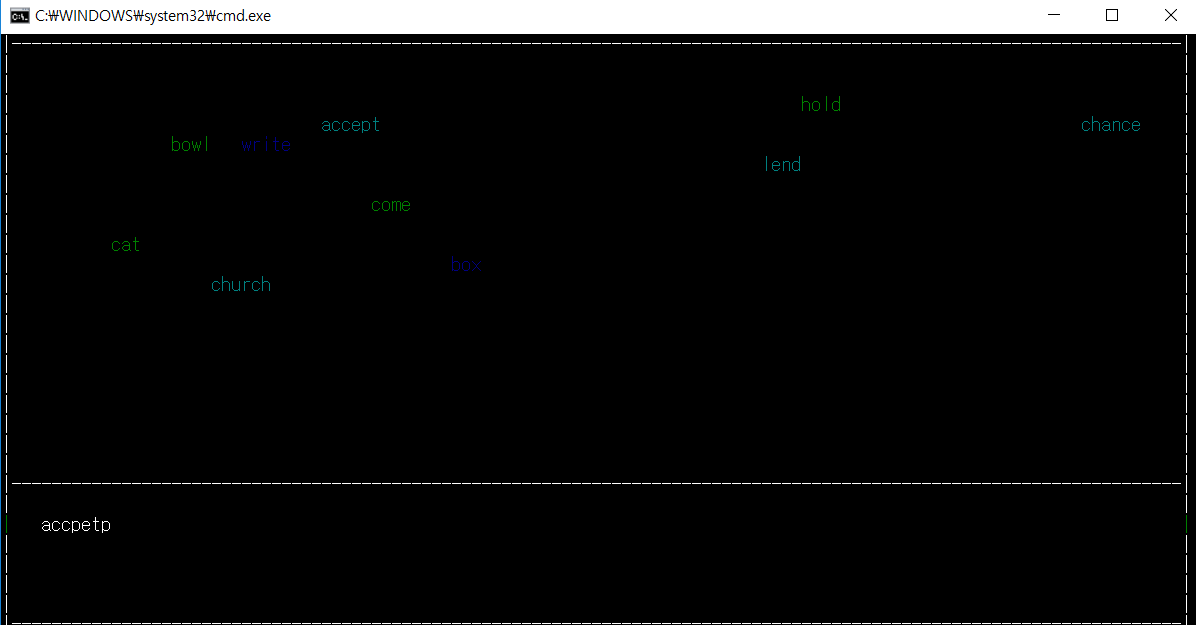 C:₩WINDOWS₩system32₩cmd.exe
hold
accept chance
bowl write
lend
come
cat
box
church
accpetp